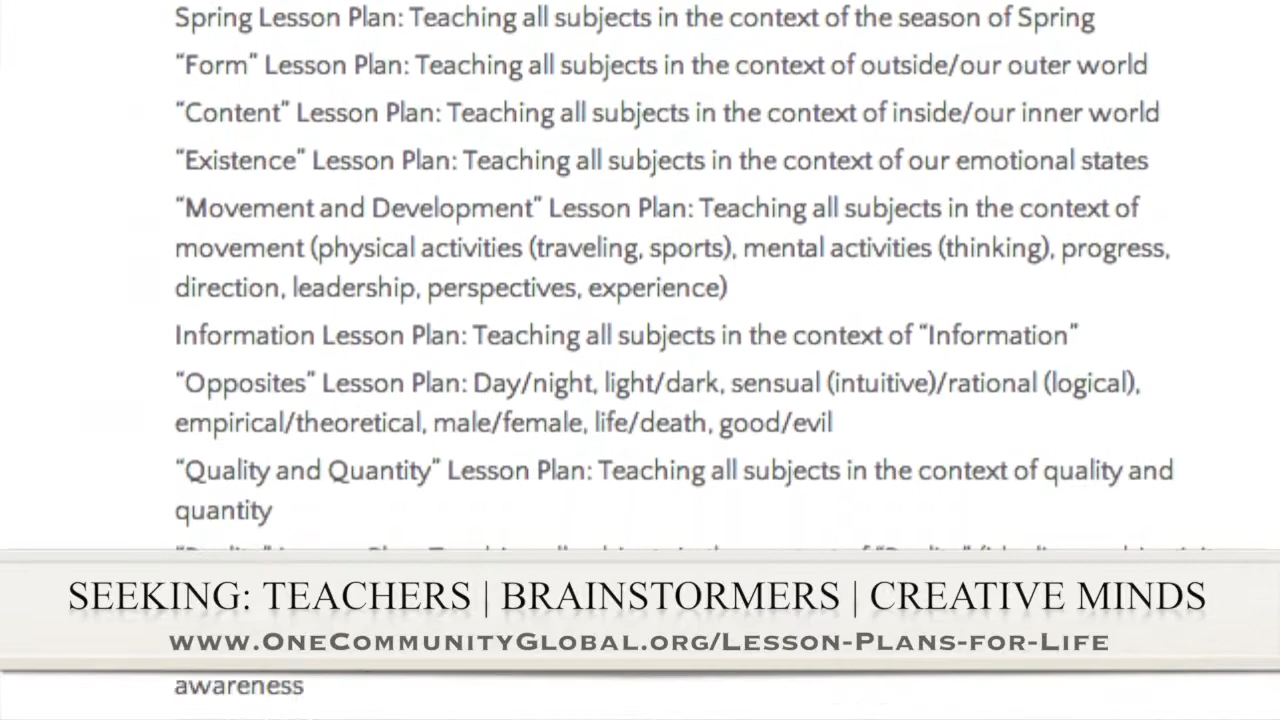 Spring Lesson Plan: Teaching all subjects in the context of the season of Spring
“Form” Lesson Plan: Teaching all subjects in the context of outside/our outer world
“Content” Lesson Plan: Teaching all subjects in the context of inside/our inner world
“Existence” Lesson Plan: Teaching all subjects in the context of our emotional states
“Movement and Development” Lesson Plan: Teaching all subjects in the context of
movement (physical activities (traveling, sports), mental activities (thinking), progress,
direction, leadership, perspectives, experience)
Information Lesson Plan: Teaching all subjects in the context of “Information”
“Opposites” Lesson Plan: Day/night, light/dark, sensual (intuitive)/rational (logical),
empirical/theoretical, male/female, life/death, good/evil
“Quality and Quantity” Lesson Plan: Teaching all subjects in the context of quality and
quantity
SEEKING: TEACHERS | BRAINSTORMERS | CREATIVE MINDS
www.OneCommunityGlobal.org/Lesson-Plans-for-Life
awareness